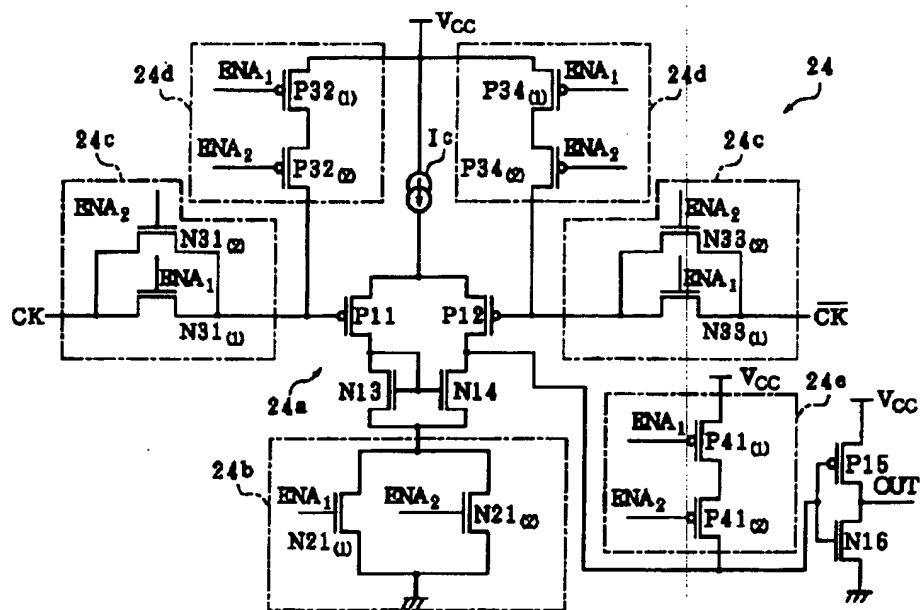 V_CC
24d
ENA₁
P32₍₁₎
P34₍₁₎
ENA₁
24d
24
24c
ENA₂
P32₍₂₎
Ic
P34₍₂₎
ENA₂
24c
ENA₂
N31₍₂₎
ENA₁
CK
N31₍₁₎
P11
P12
ENA₂
N33₍₂₎
ENA₁
N33₍₁₎
C̅K̅
24a
N13
N14
V_CC
24e
V_CC
ENA₁
P41₍₁₎
P15
OUT
24b
ENA₁
ENA₂
N21₍₁₎
N21₍₂₎
ENA₂
P41₍₂₎
N16